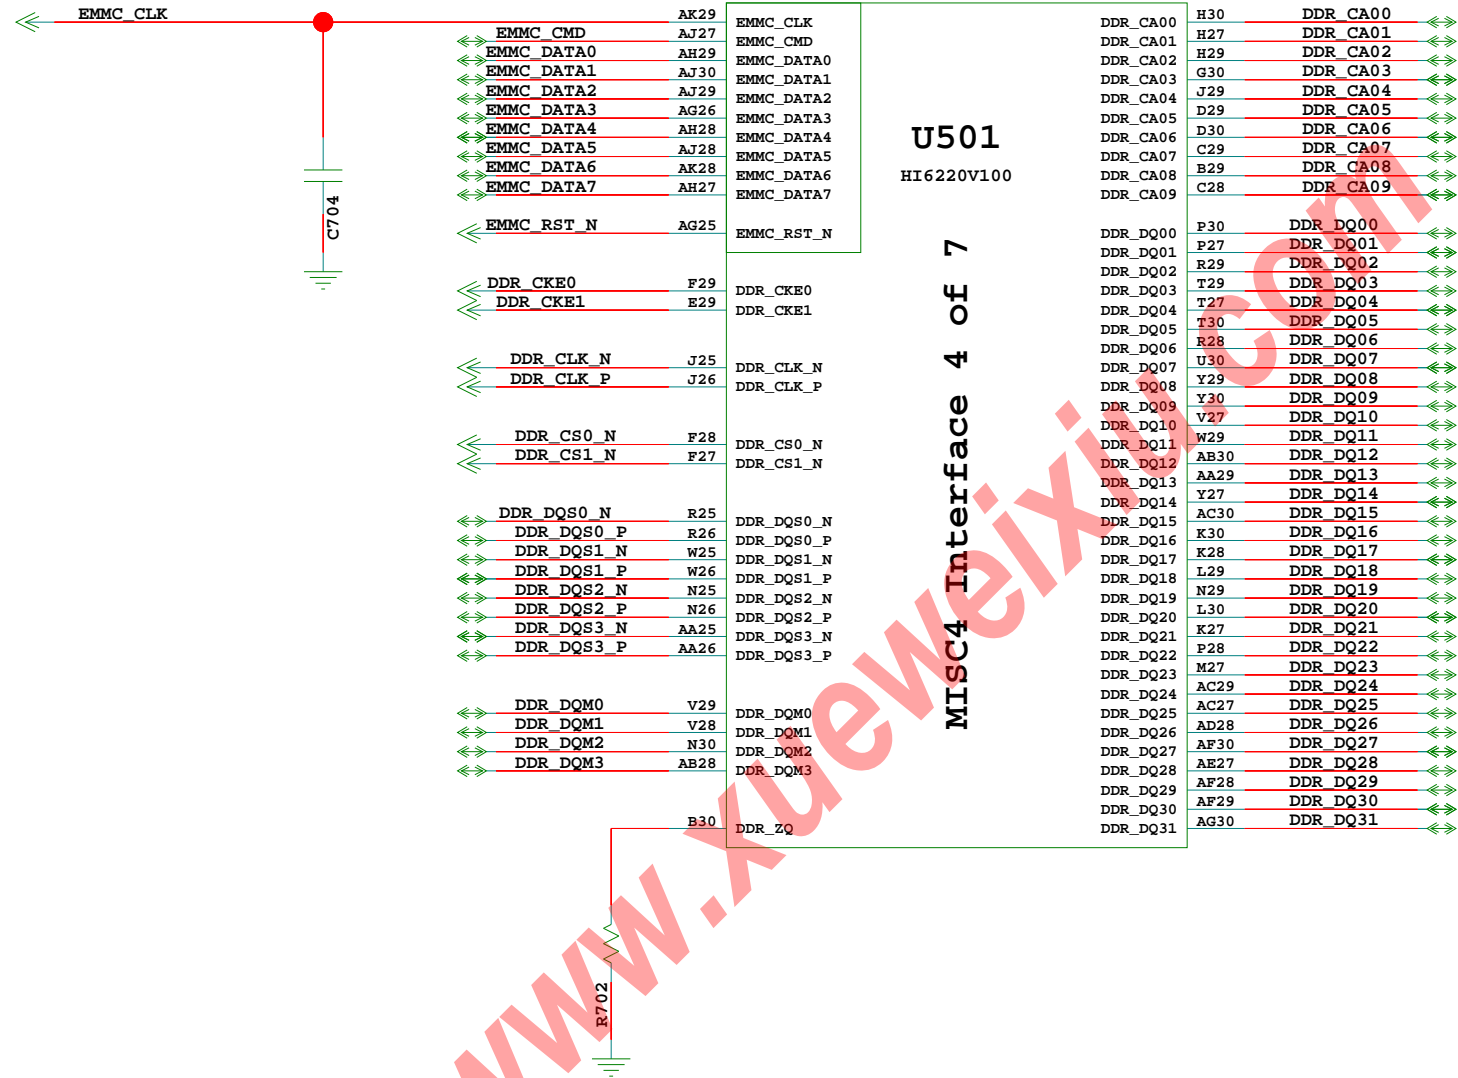 EMMC_CLK AK29 EMMC_CLK
EMMC_CMD AJ27 EMMC_CMD
EMMC_DATA0 AH29 EMMC_DATA0
EMMC_DATA1 AJ30 EMMC_DATA1
EMMC_DATA2 AJ29 EMMC_DATA2
EMMC_DATA3 AG26 EMMC_DATA3
EMMC_DATA4 AH28 EMMC_DATA4
EMMC_DATA5 AJ28 EMMC_DATA5
EMMC_DATA6 AK28 EMMC_DATA6
EMMC_DATA7 AH27 EMMC_DATA7
EMMC_RST_N AG25 EMMC_RST_N
C704
DDR_CKE0 F29 DDR_CKE0
DDR_CKE1 E29 DDR_CKE1
DDR_CLK_N J25 DDR_CLK_N
DDR_CLK_P J26 DDR_CLK_P
DDR_CS0_N F28 DDR_CS0_N
DDR_CS1_N F27 DDR_CS1_N
DDR_DQS0_N R25 DDR_DQS0_N
DDR_DQS0_P R26 DDR_DQS0_P
DDR_DQS1_N W25 DDR_DQS1_N
DDR_DQS1_P W26 DDR_DQS1_P
DDR_DQS2_N N25 DDR_DQS2_N
DDR_DQS2_P N26 DDR_DQS2_P
DDR_DQS3_N AA25 DDR_DQS3_N
DDR_DQS3_P AA26 DDR_DQS3_P
DDR_DQM0 V29 DDR_DQM0
DDR_DQM1 V28 DDR_DQM1
DDR_DQM2 N30 DDR_DQM2
DDR_DQM3 AB28 DDR_DQM3
B30 DDR_ZQ
R702
U501
HI6220V100
MISC4 Interface 4 of 7
DDR_CA00 H30 DDR_CA00
DDR_CA01 H27 DDR_CA01
DDR_CA02 H29 DDR_CA02
DDR_CA03 G30 DDR_CA03
DDR_CA04 J29 DDR_CA04
DDR_CA05 D29 DDR_CA05
DDR_CA06 D30 DDR_CA06
DDR_CA07 C29 DDR_CA07
DDR_CA08 B29 DDR_CA08
DDR_CA09 C28 DDR_CA09
DDR_DQ00 P30 DDR_DQ00
DDR_DQ01 P27 DDR_DQ01
DDR_DQ02 R29 DDR_DQ02
DDR_DQ03 T29 DDR_DQ03
DDR_DQ04 T27 DDR_DQ04
DDR_DQ05 T30 DDR_DQ05
DDR_DQ06 R28 DDR_DQ06
DDR_DQ07 U30 DDR_DQ07
DDR_DQ08 Y29 DDR_DQ08
DDR_DQ09 Y30 DDR_DQ09
DDR_DQ10 V27 DDR_DQ10
DDR_DQ11 W29 DDR_DQ11
DDR_DQ12 AB30 DDR_DQ12
DDR_DQ13 AA29 DDR_DQ13
DDR_DQ14 Y27 DDR_DQ14
DDR_DQ15 AC30 DDR_DQ15
DDR_DQ16 K30 DDR_DQ16
DDR_DQ17 K28 DDR_DQ17
DDR_DQ18 L29 DDR_DQ18
DDR_DQ19 N29 DDR_DQ19
DDR_DQ20 L30 DDR_DQ20
DDR_DQ21 K27 DDR_DQ21
DDR_DQ22 P28 DDR_DQ22
DDR_DQ23 M27 DDR_DQ23
DDR_DQ24 AC29 DDR_DQ24
DDR_DQ25 AC27 DDR_DQ25
DDR_DQ26 AD28 DDR_DQ26
DDR_DQ27 AF30 DDR_DQ27
DDR_DQ28 AE27 DDR_DQ28
DDR_DQ29 AF28 DDR_DQ29
DDR_DQ30 AF29 DDR_DQ30
DDR_DQ31 AG30 DDR_DQ31
www.xueweixiu.com